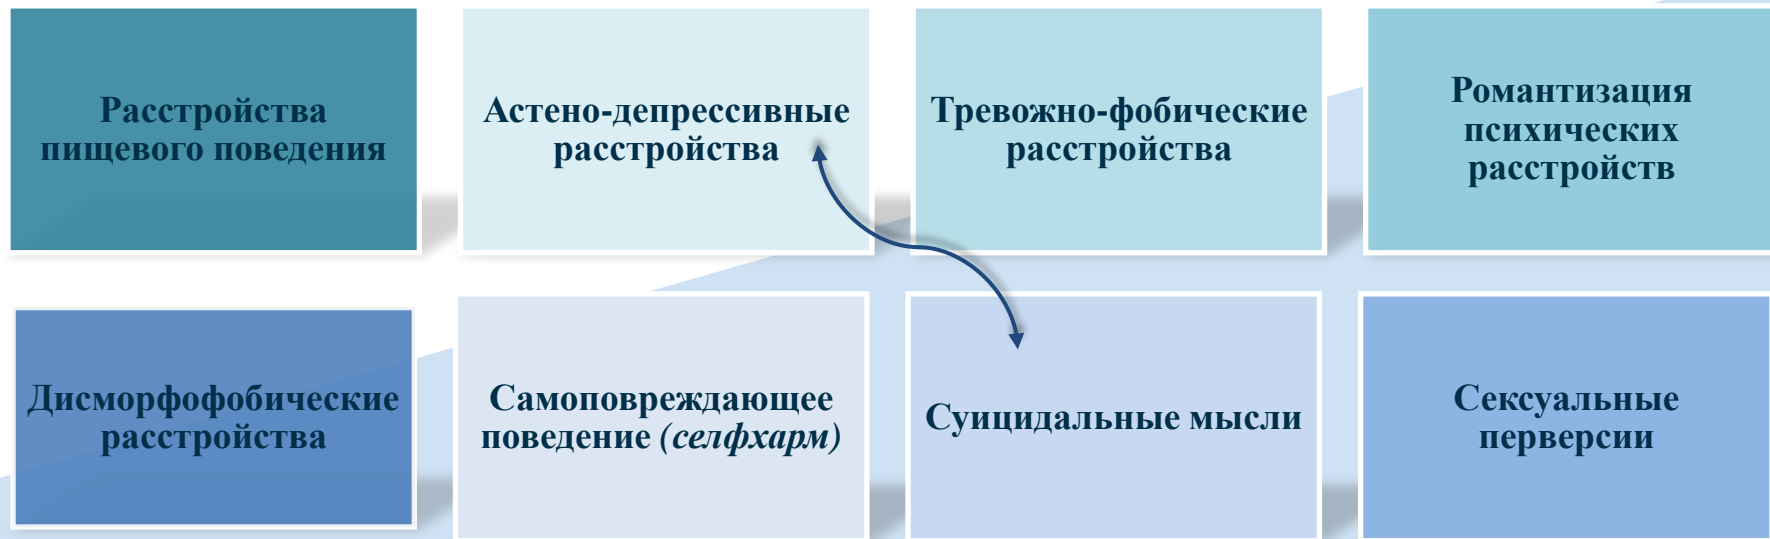 Расстройства
пищевого поведения
Астено-депрессивные
расстройства
Тревожно-фобические
расстройства
Романтизация
психических
расстройств
Дисморфофобические
расстройства
Самоповреждающее
поведение (селфхарм)
Суицидальные мысли
Сексуальные
перверсии